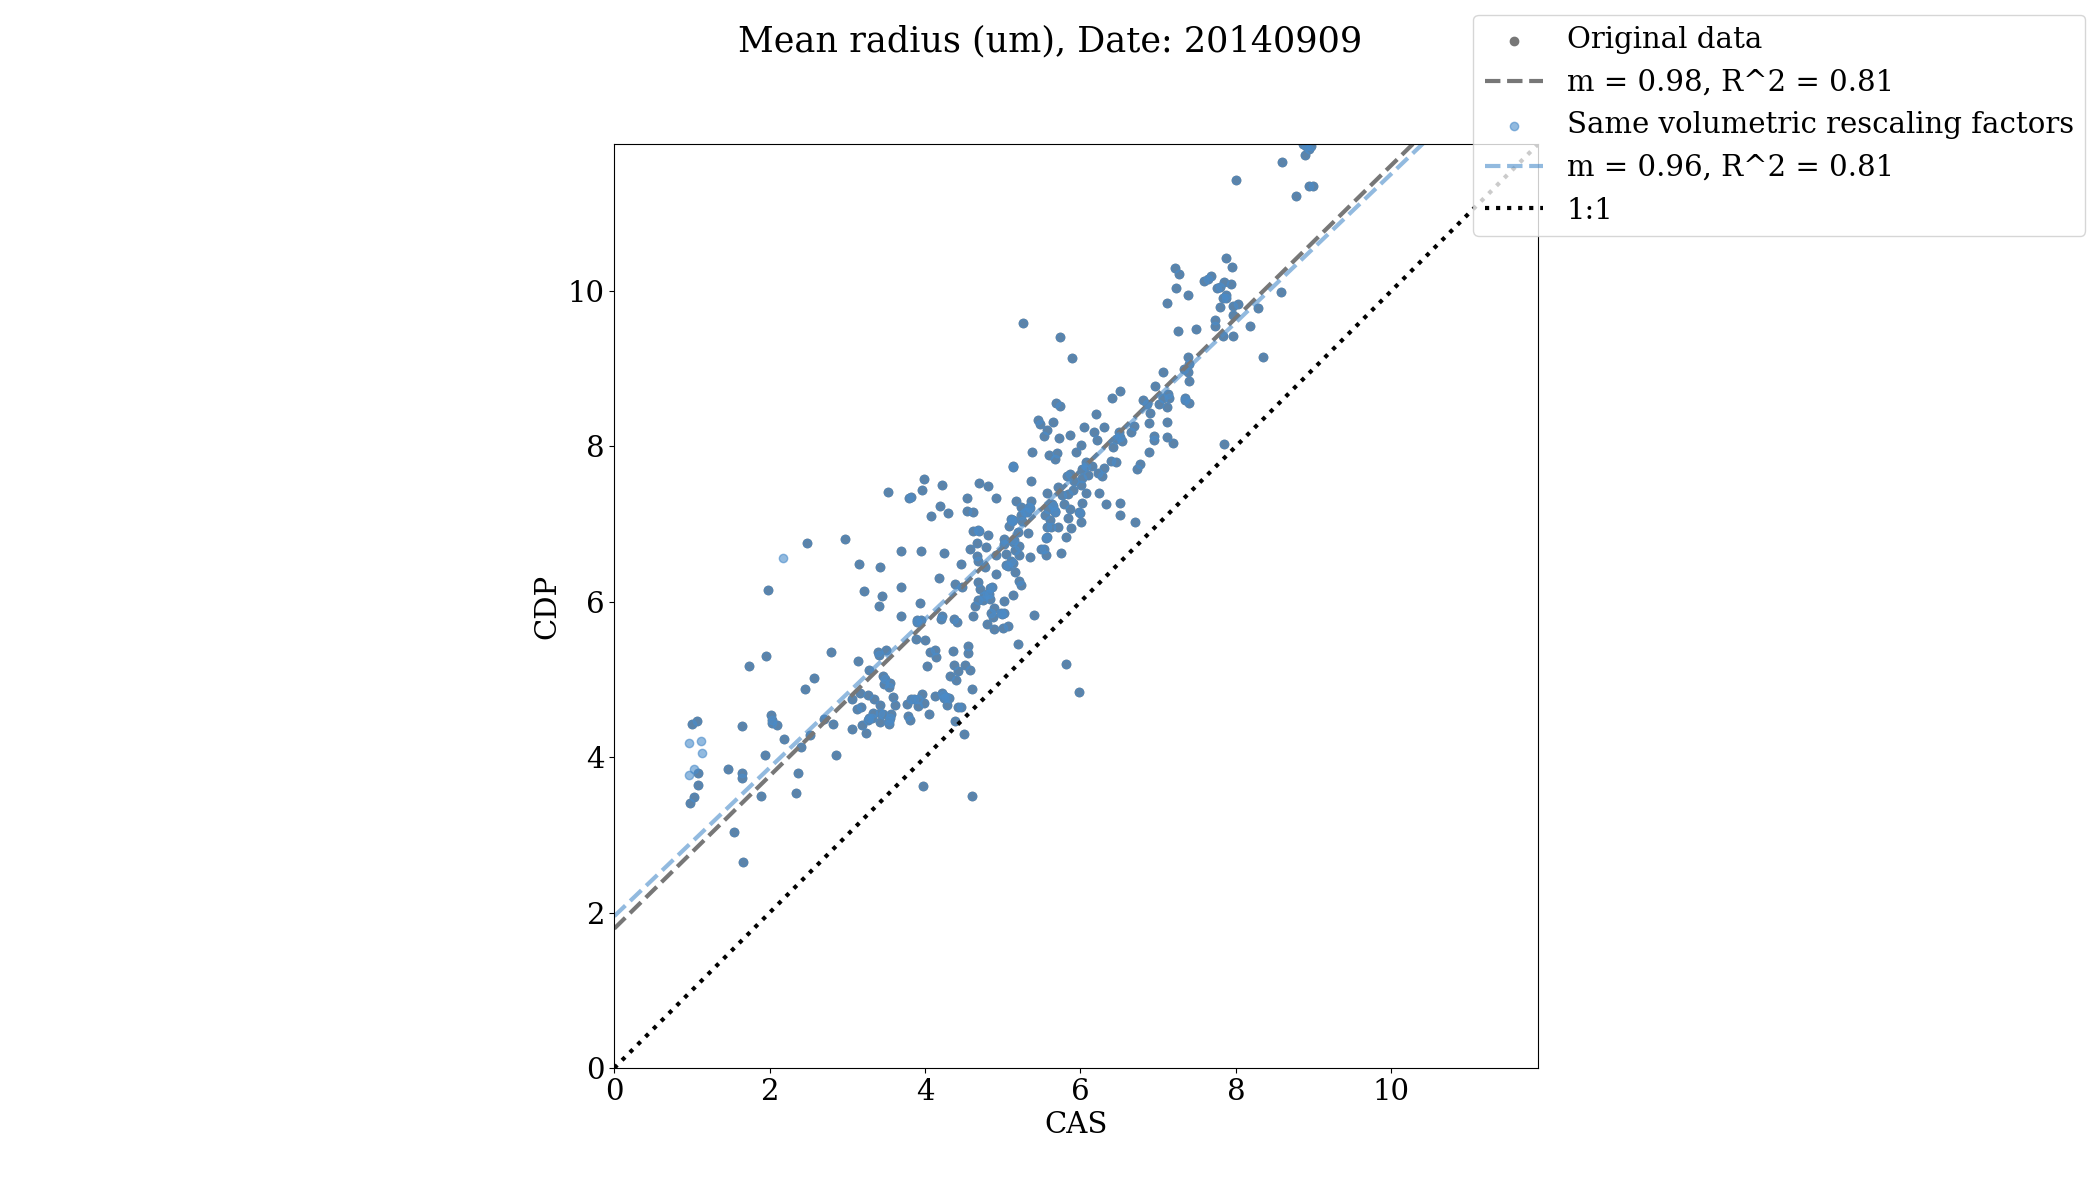 Mean radius (um), Date: 20140909
Original data
m = 0.98, R^2 = 0.81
Same volumetric rescaling factors
m = 0.96, R^2 = 0.81
1:1
10
8
6
4
2
0
CDP
0 2 4 6 8 10
CAS